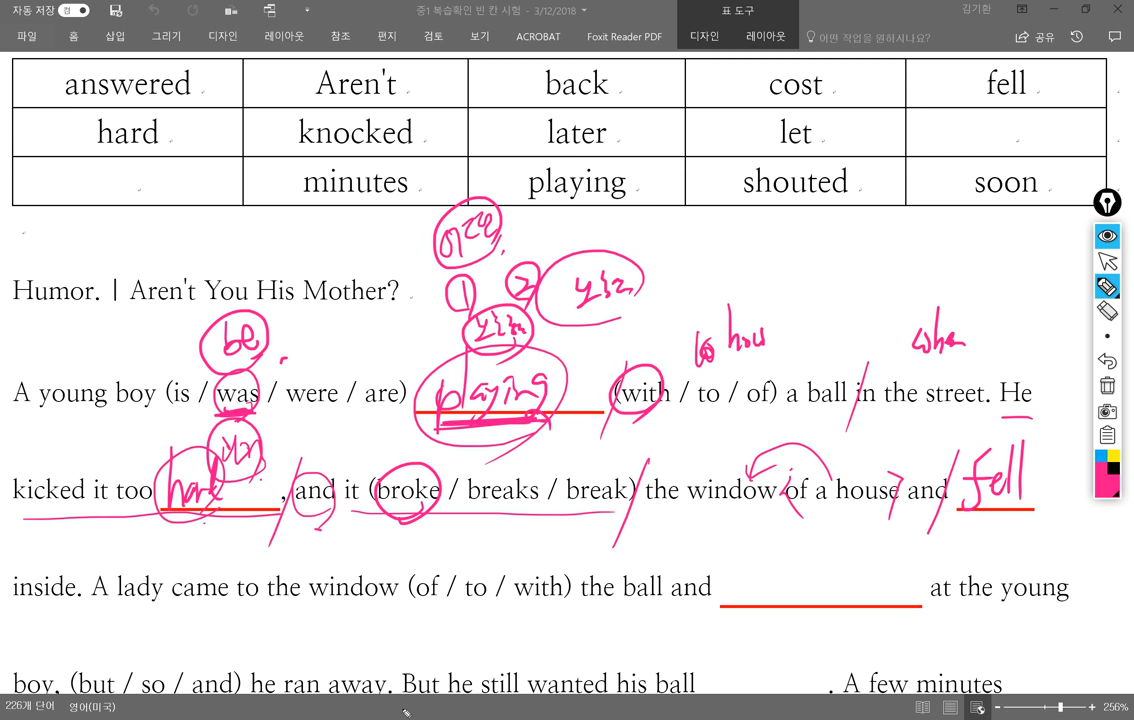 자동 저장 컴 중1 복습확인 빈 칸 시험 - 3/12/2018 표 도구 김기환
파일 홈 삽입 그리기 디자인 레이아웃 참조 편지 검토 보기 ACROBAT Foxit Reader PDF 디자인 레이아웃 어떤 작업을 원하시나요? 공유
answered Aren't back cost fell
hard knocked later let
minutes playing shouted soon
Humor. | Aren't You His Mother?
1 2
be how when
A young boy (is / was / were / are) playing (with / to / of) a ball in the street. He
kicked it too hard , and it (broke / breaks / break) the window of a house and fell
inside. A lady came to the window (of / to / with) the ball and at the young
boy, (but / so / and) he ran away. But he still wanted his ball . A few minutes
226개 단어 영어(미국) 256%